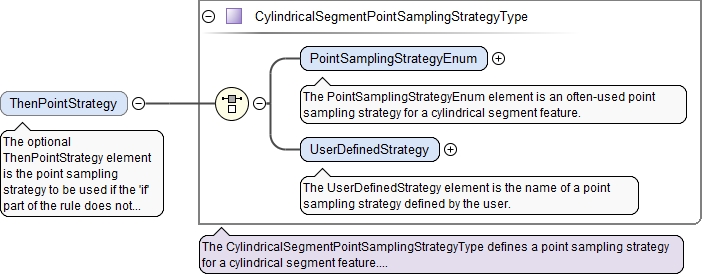 CylindricalSegmentPointSamplingStrategyType
PointSamplingStrategyEnum
The PointSamplingStrategyEnum element is an often-used point
sampling strategy for a cylindrical segment feature.
ThenPointStrategy
The optional
ThenPointStrategy element
is the point sampling
strategy to be used if the 'if'
part of the rule does not...
UserDefinedStrategy
The UserDefinedStrategy element is the name of a point
sampling strategy defined by the user.
The CylindricalSegmentPointSamplingStrategyType defines a point sampling strategy
for a cylindrical segment feature....